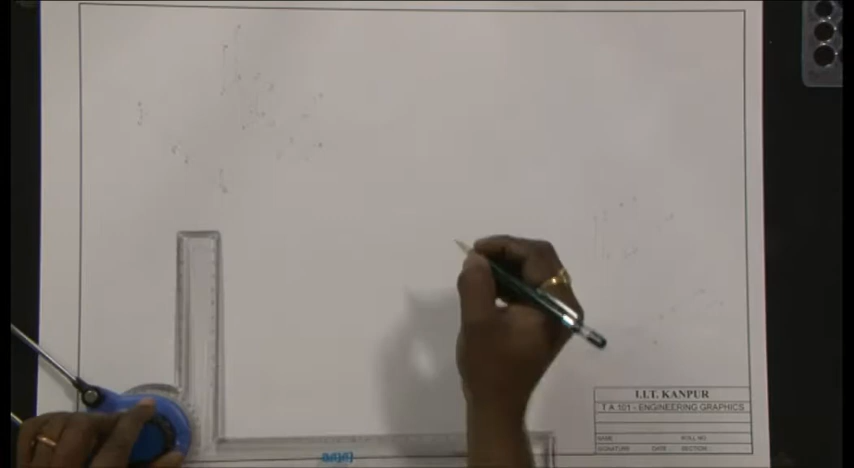 I.I.T. KANPUR
T A 101 - ENGINEERING GRAPHICS
NAME ROLL NO
SIGNATURE DATE SECTION